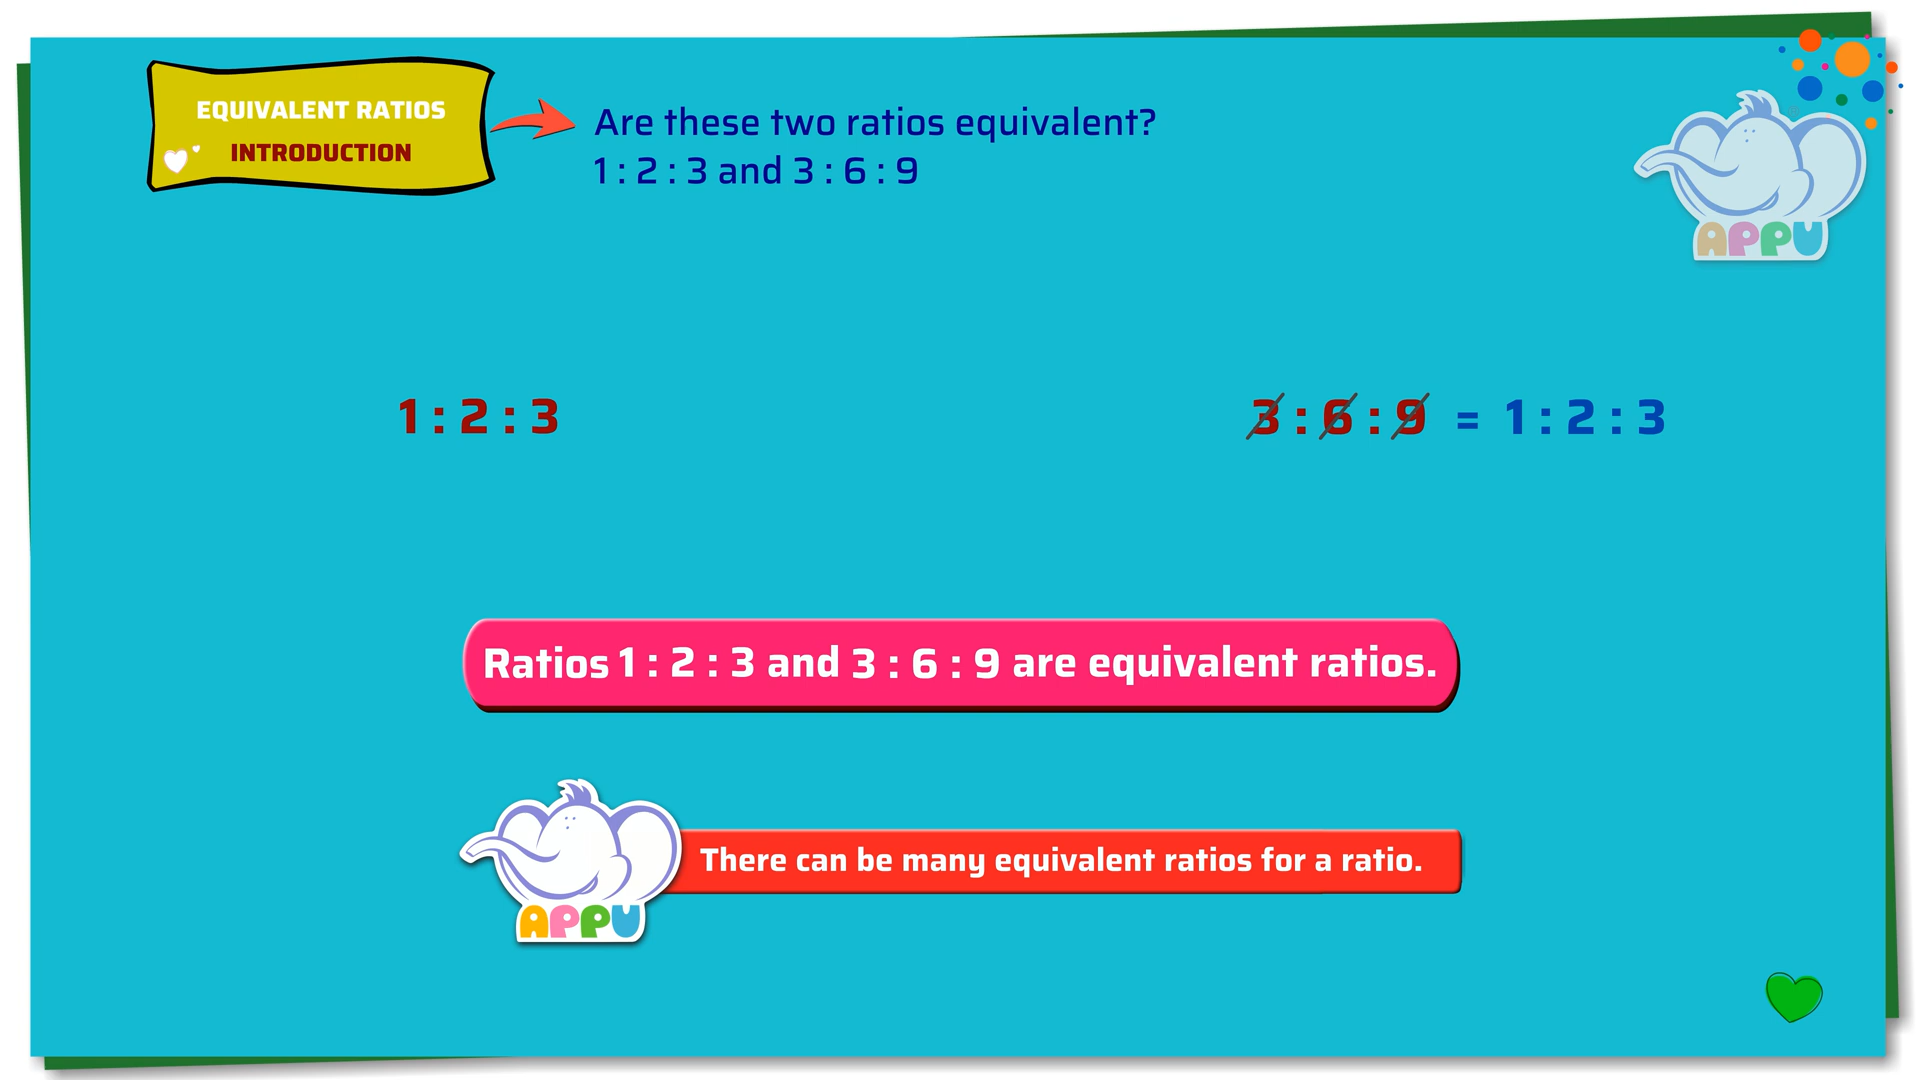 EQUIVALENT RATIOS
INTRODUCTION
Are these two ratios equivalent?
1 : 2 : 3 and 3 : 6 : 9
APPU
1 : 2 : 3
3 : 6 : 9 = 1 : 2 : 3
Ratios 1 : 2 : 3 and 3 : 6 : 9 are equivalent ratios.
There can be many equivalent ratios for a ratio.
APPU